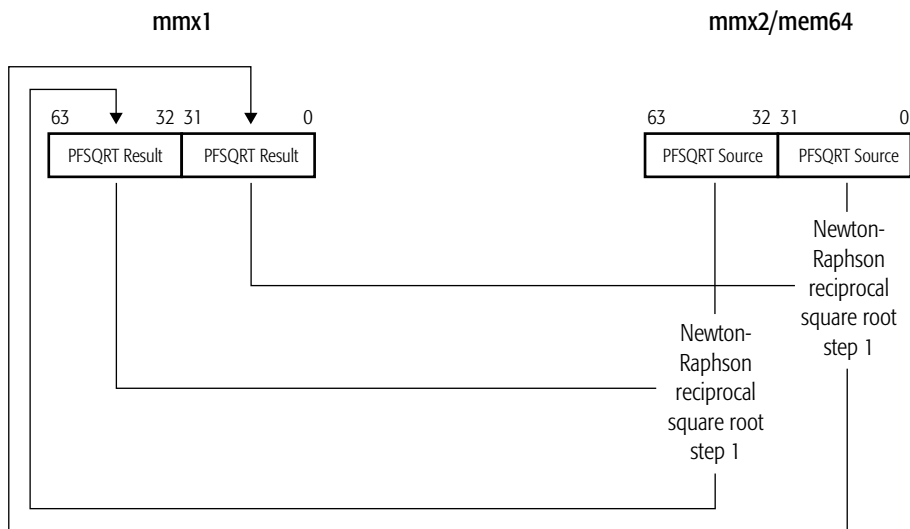 mmx1
mmx2/mem64
63 32 31 0
63 32 31 0
PFSQRT Result PFSQRT Result
PFSQRT Source PFSQRT Source
Newton-
Raphson
reciprocal
square root
step 1
Newton-
Raphson
reciprocal
square root
step 1